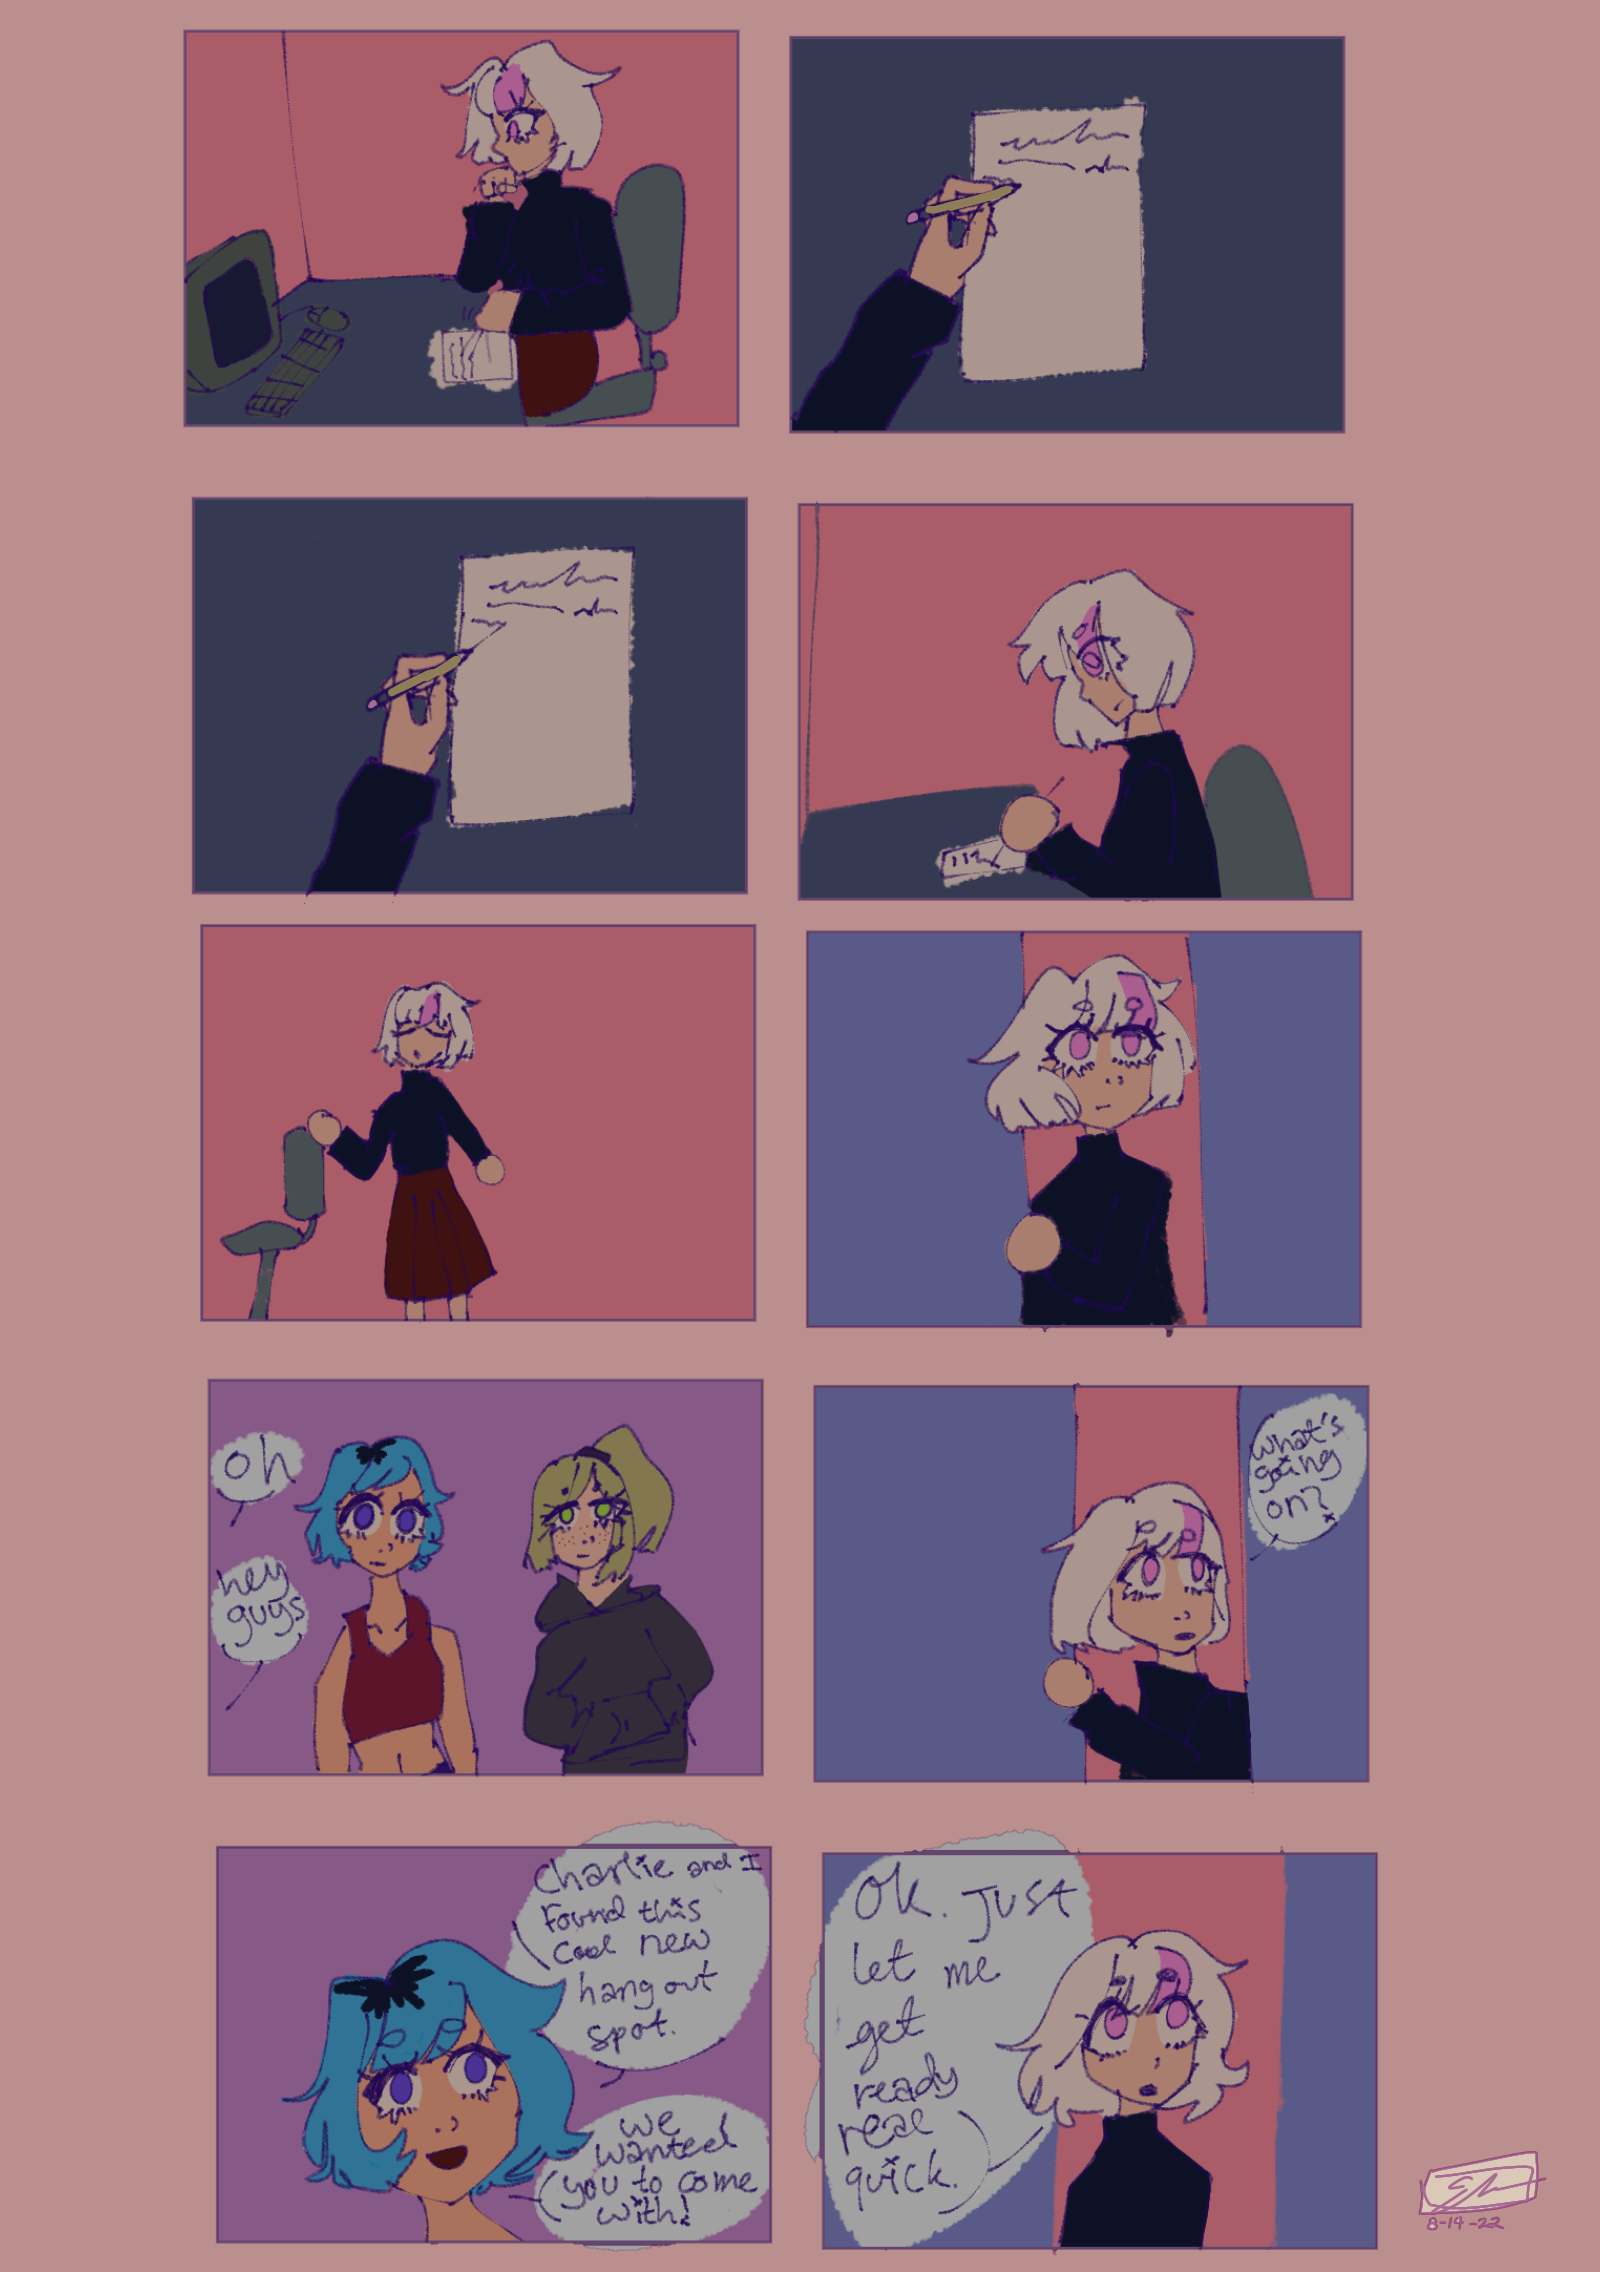 oh
hey
guys
what's
going
on?
Charlie and I
Found this
cool new
hang out
spot.
we
wanted
you to come
with!
Ok. Just
let me
get
ready
real
quick.
8-19-22